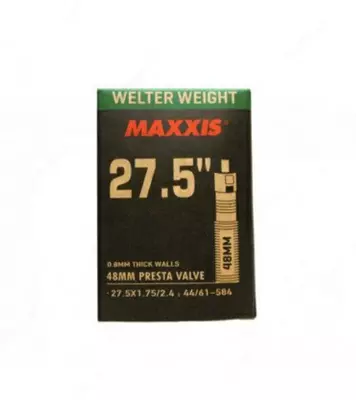 WELTER WEIGHT
MAXXIS®
27.5"
48MM
0.8MM THICK WALLS
48MM PRESTA VALVE
·27.5X1.75/2.4 ; 44/61-584